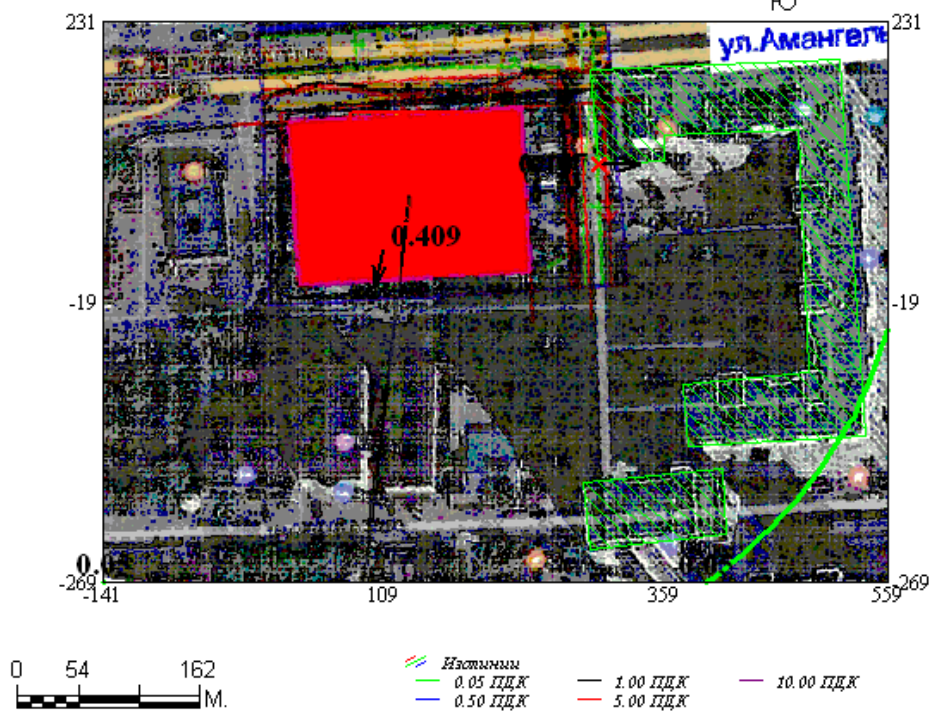 Ю
231 231
ул.Амангель
0.409
-19 -19
-269 -269
-141 109 359 559
0 54 162
М.
Изолинии
0.05 ПДК 1.00 ПДК 10.00 ПДК
0.50 ПДК 5.00 ПДК